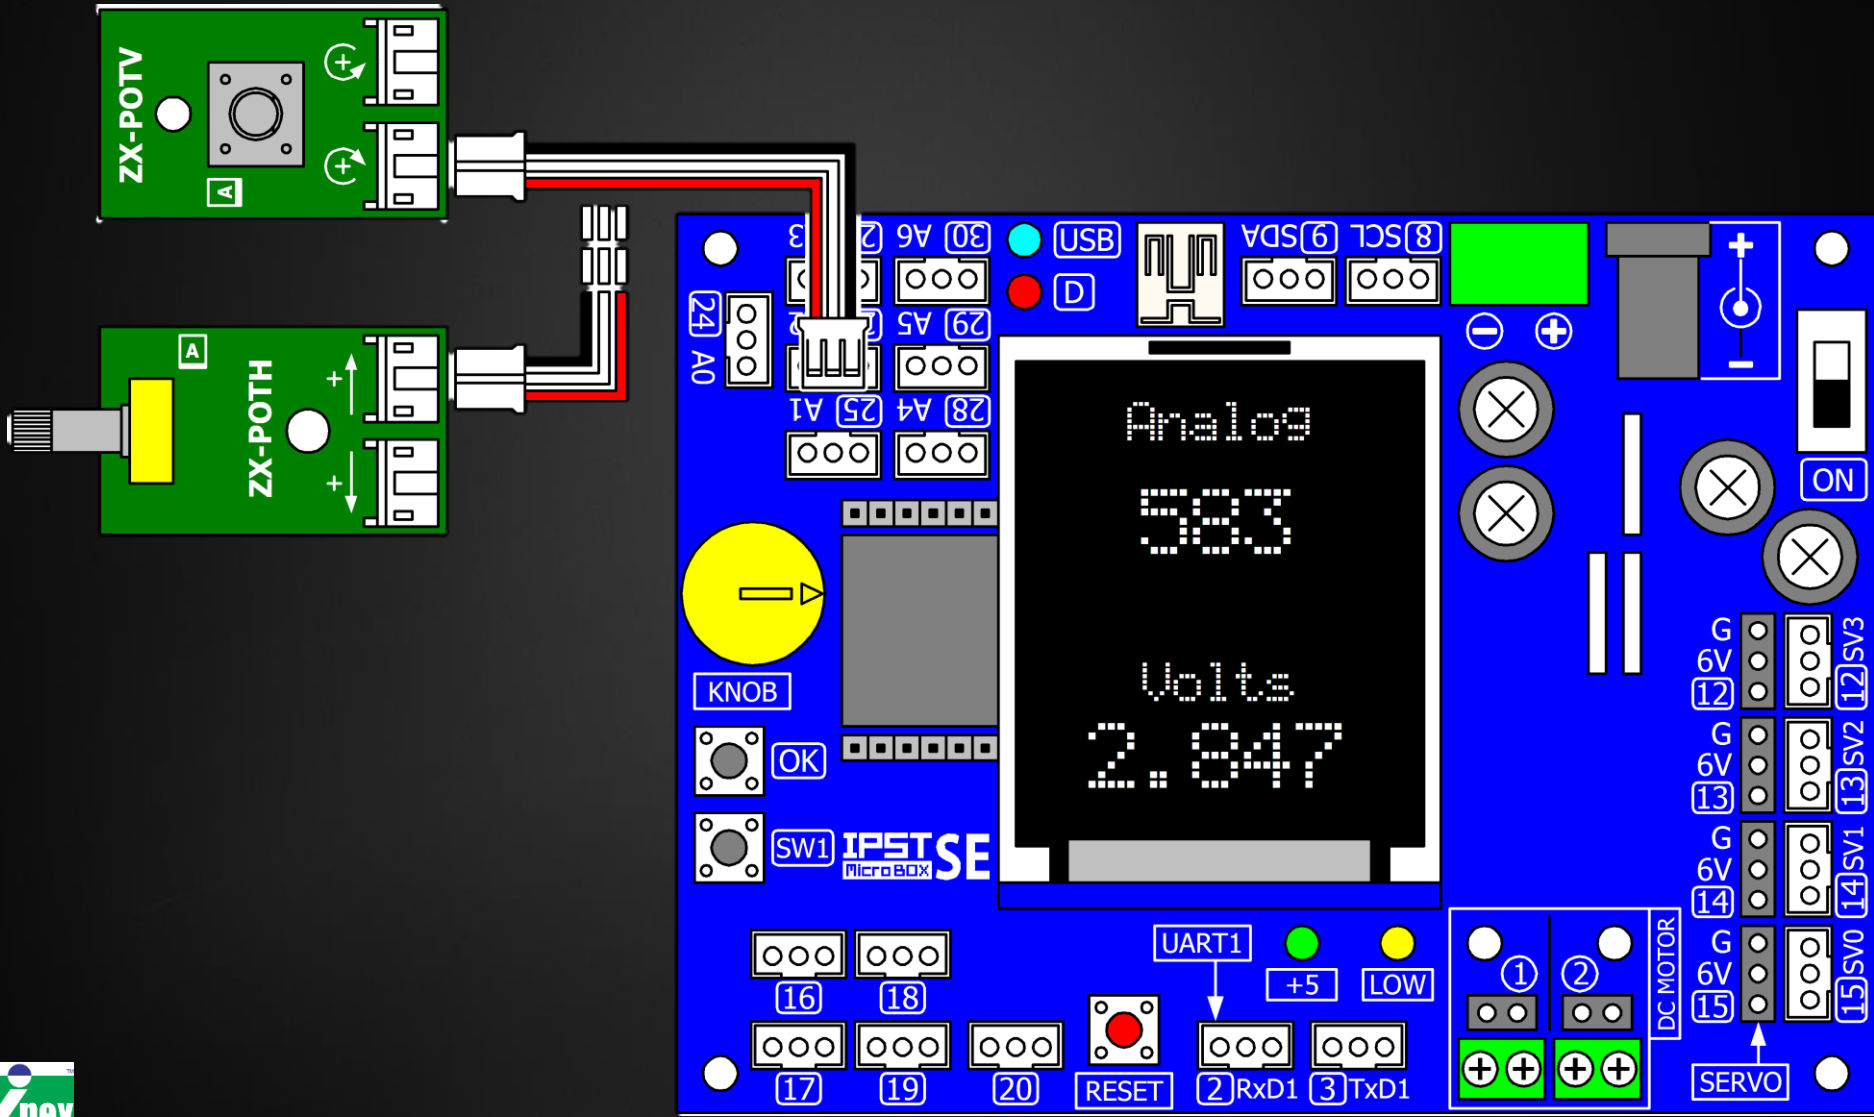 ZX-POTV
A
ZX-POTH
A
A6 30
USB
D
ADS 9
SCL 8
24 A0
A5 29
A1 25
A4 28
ON
Analog
583
Volts
2.847
KNOB
OK
SW1
IPST
MicroBOX
SE
G
6V
12
12 SV3
G
6V
13
13 SV2
G
6V
14
14 SV1
G
6V
15
15 SV0
SERVO
DC MOTOR
1
2
UART1
+5
LOW
16
18
17
19
20
RESET
2 RxD1
3 TxD1
inov